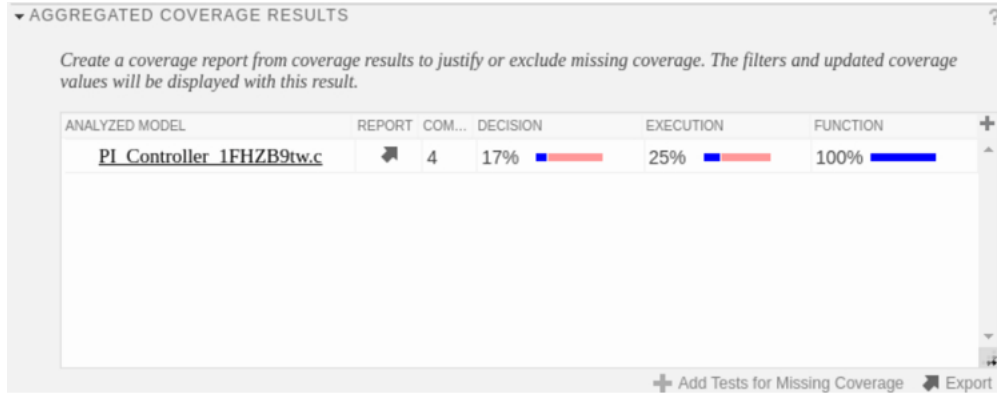 AGGREGATED COVERAGE RESULTS ?
Create a coverage report from coverage results to justify or exclude missing coverage. The filters and updated coverage
values will be displayed with this result.
ANALYZED MODEL REPORT COM... DECISION EXECUTION FUNCTION
PI_Controller_1FHZB9tw.c 4 17% 25% 100%
Add Tests for Missing Coverage Export